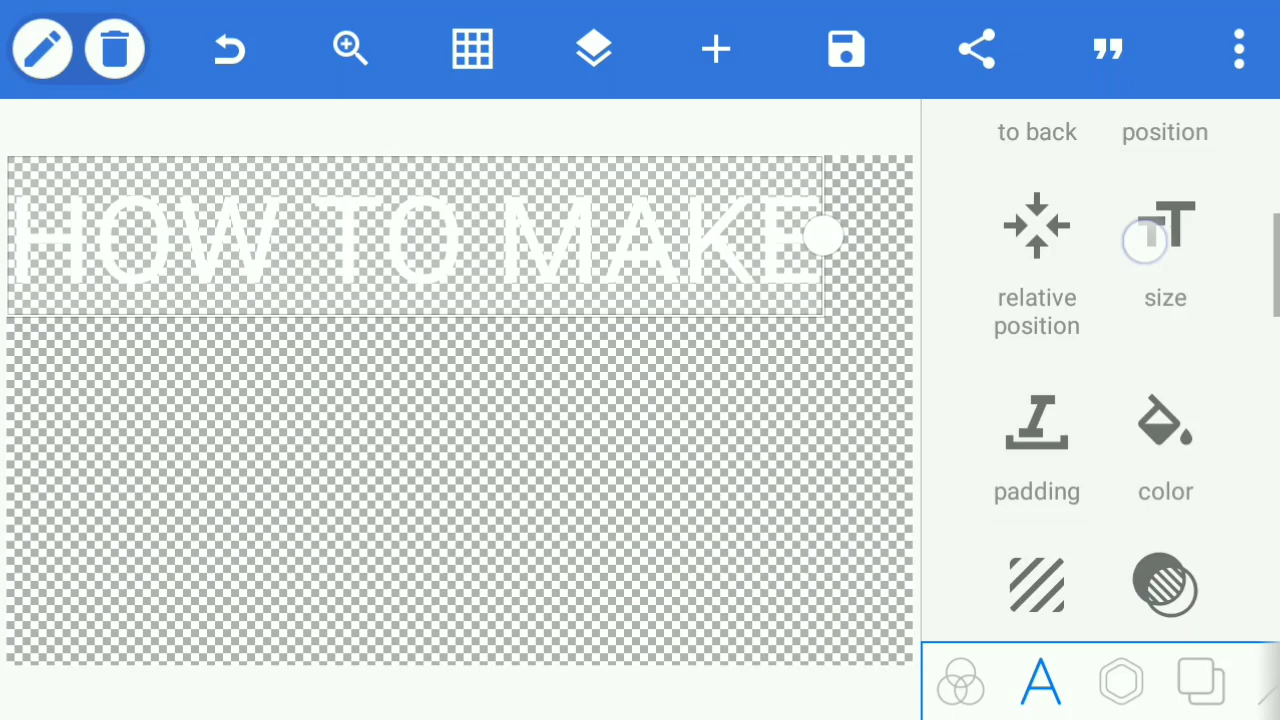 to back
position
HOW TO MAKE
relative
position
size
padding
color